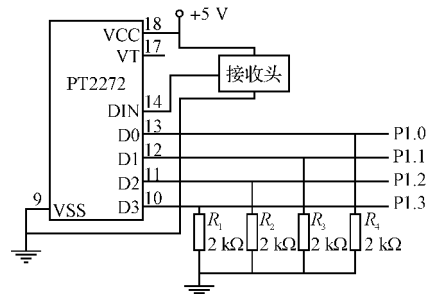 +5 V
18
VCC
17
VT
PT2272
接收头
14
DIN
13
D0
P1.0
12
D1
P1.1
11
D2
P1.2
10
D3
P1.3
9
VSS
R1
R2
R3
R4
2 kΩ
2 kΩ
2 kΩ
2 kΩ